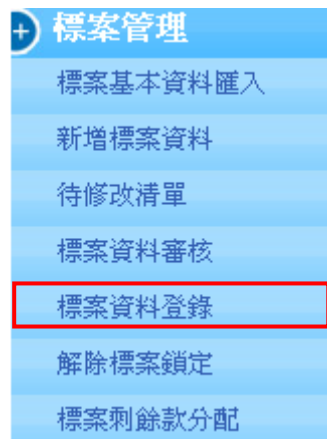 標案管理
標案基本資料匯入
新增標案資料
待修改清單
標案資料審核
標案資料登錄
解除標案鎖定
標案剩餘款分配